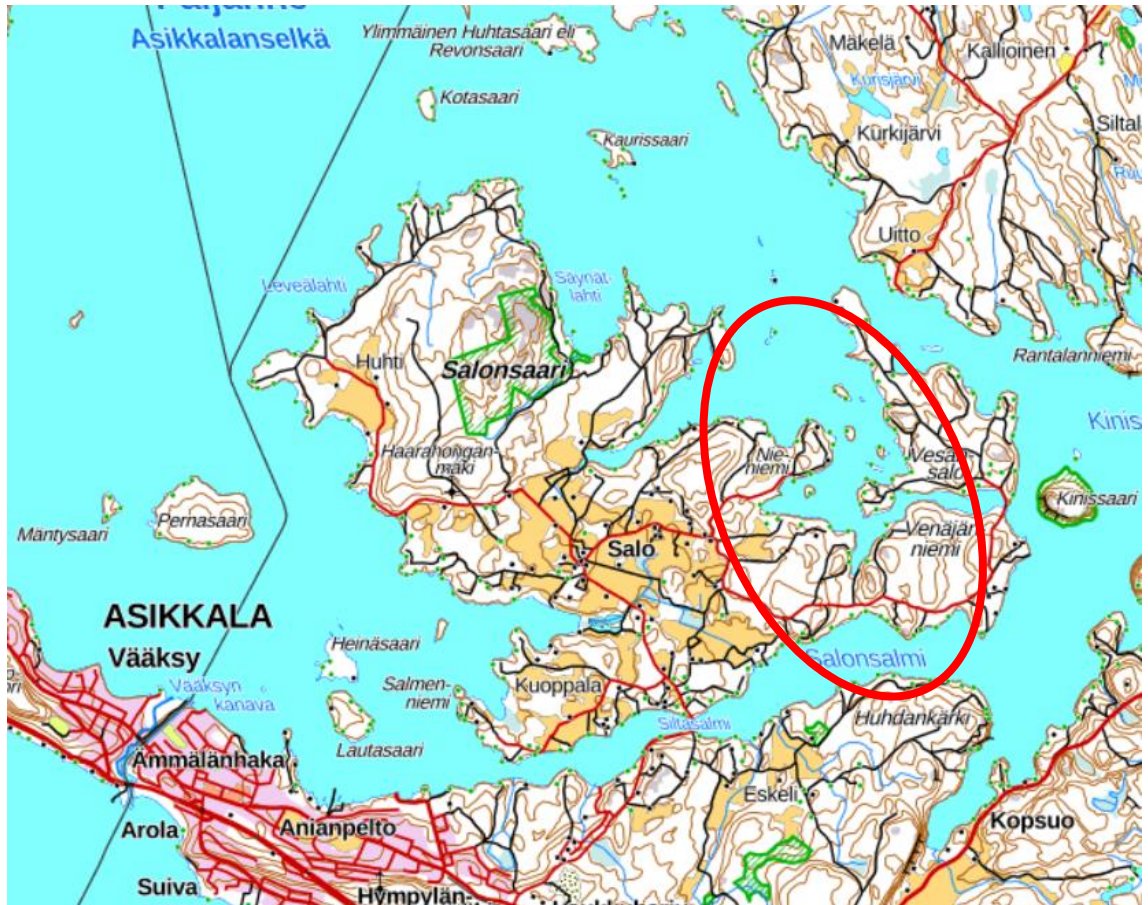 Asikkalanselkä
Ylimmäinen Huhtasaari eli
Revonsaari
Mäkelä
Kallioinen
Kotasaari
Kurkijärvi
Kaurissaari
Uitto
Leveälahti
Säynät-
lahti
Rantalanniemi
Huhti
Salonsaari
Haarahongan-
mäki
Nie-
niemi
Vesan-
salo
Kinissaari
Mäntysaari
Pernasaari
Venäjän-
niemi
Salo
ASIKKALA
Vääksy
Heinäsaari
Salonsalmi
Vääksyn
kanava
Salmen-
niemi
Kuoppala
Siltasalmi
Huhdankärki
Lautasaari
Ämmälänhaka
Eskeli
Arola
Anianpelto
Kopsuo
Suiva
Hympylän-